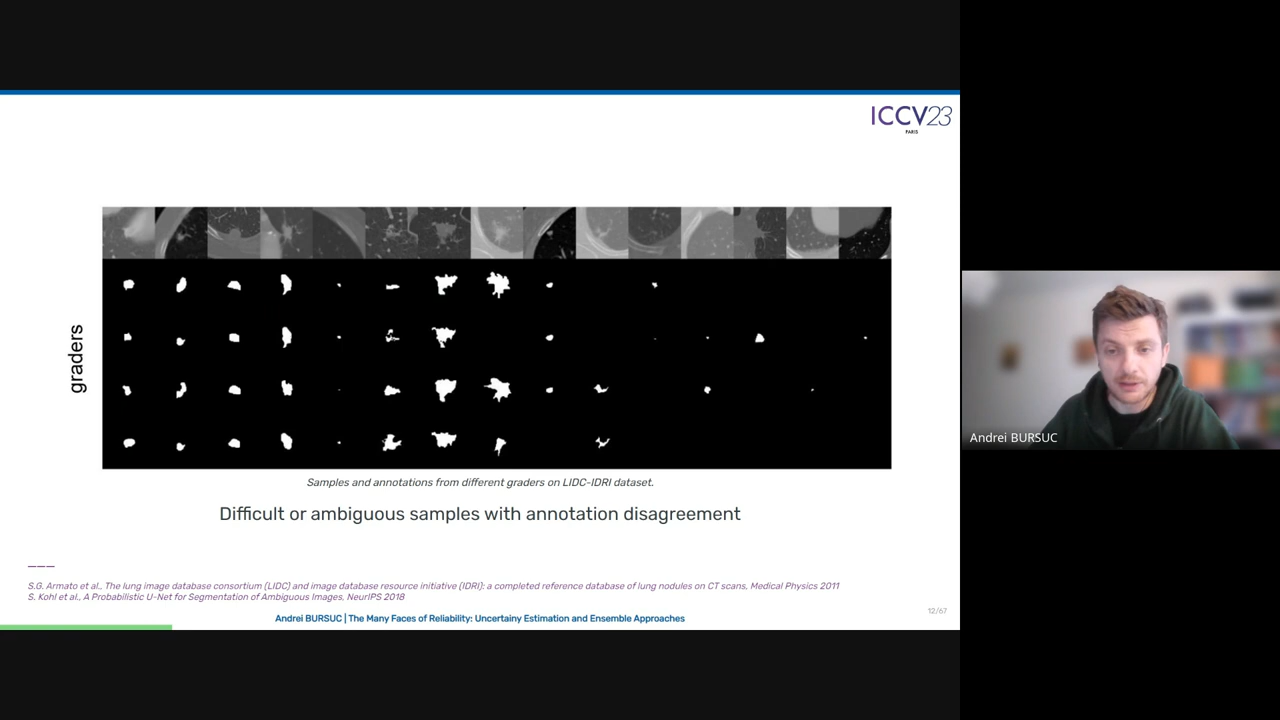 ICCV23
PARIS
graders
Samples and annotations from different graders on LIDC-IDRI dataset.
Difficult or ambiguous samples with annotation disagreement
S.G. Armato et al., The lung image database consortium (LIDC) and image database resource initiative (IDRI): a completed reference database of lung nodules on CT scans, Medical Physics 2011
S. Kohl et al., A Probabilistic U-Net for Segmentation of Ambiguous Images, NeurIPS 2018
12/67
Andrei BURSUC | The Many Faces of Reliability: Uncertainy Estimation and Ensemble Approaches
Andrei BURSUC